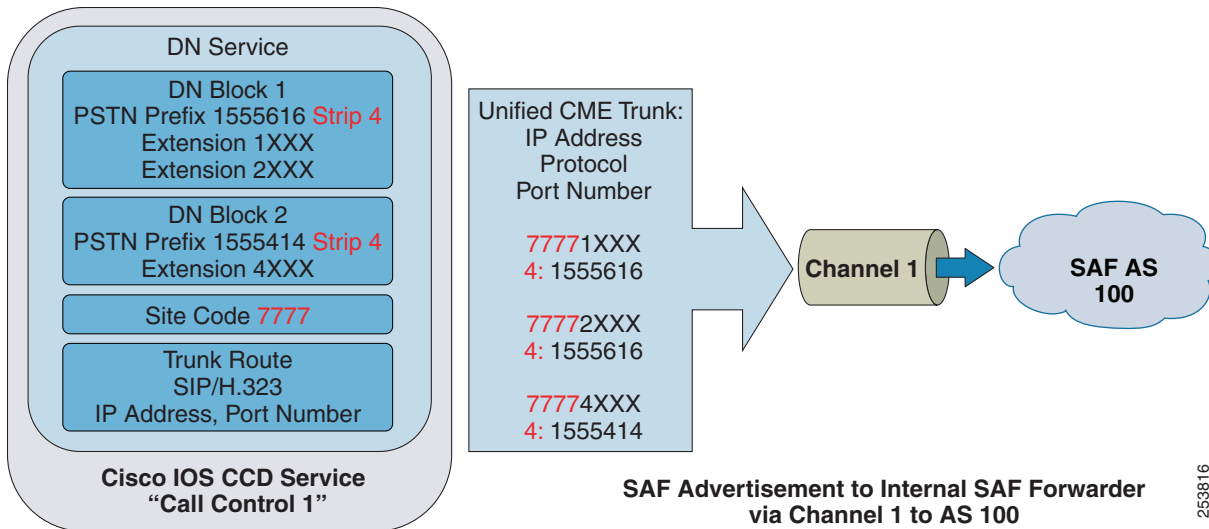 DN Service
DN Block 1
PSTN Prefix 1555616 Strip 4
Extension 1XXX
Extension 2XXX
DN Block 2
PSTN Prefix 1555414 Strip 4
Extension 4XXX
Site Code 7777
Trunk Route
SIP/H.323
IP Address, Port Number
Cisco IOS CCD Service
“Call Control 1”
Unified CME Trunk:
IP Address
Protocol
Port Number
77771XXX
4: 1555616
77772XXX
4: 1555616
77774XXX
4: 1555414
Channel 1
SAF AS
100
SAF Advertisement to Internal SAF Forwarder
via Channel 1 to AS 100
253816